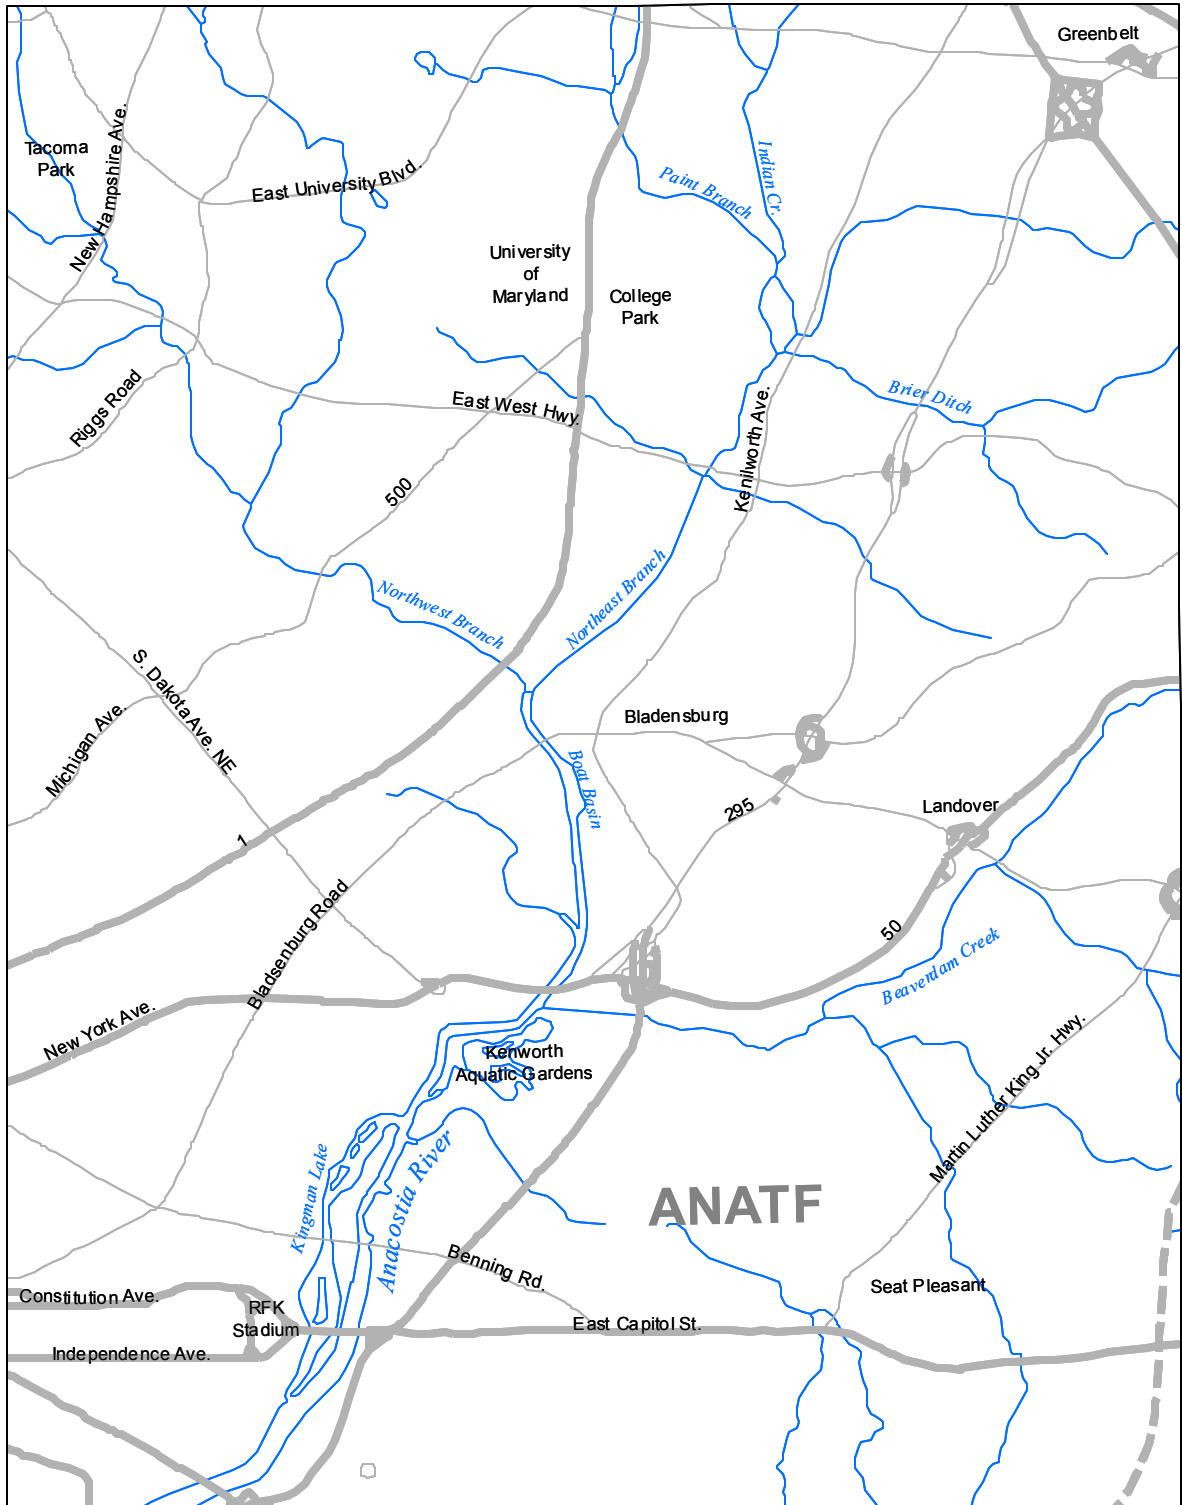 Greenbelt
Tacoma
Park
New Hampshire Ave.
East University Blvd.
Indian Cr.
Paint Branch
University
of
Maryland
College
Park
Riggs Road
East West Hwy.
Kenilworth Ave.
Brier Ditch
500
Northwest Branch
Northeast Branch
S. Dakota Ave. NE
Michigan Ave.
Bladensburg
Boat Basin
295
Landover
1
Bladsenburg Road
50
Beaverdam Creek
New York Ave.
Kenworth
Aquatic Gardens
Martin Luther King Jr. Hwy.
Kingman Lake
Anacostia River
ANATF
Benning Rd.
Seat Pleasant
Constitution Ave.
RFK
Stadium
East Capitol St.
Independence Ave.